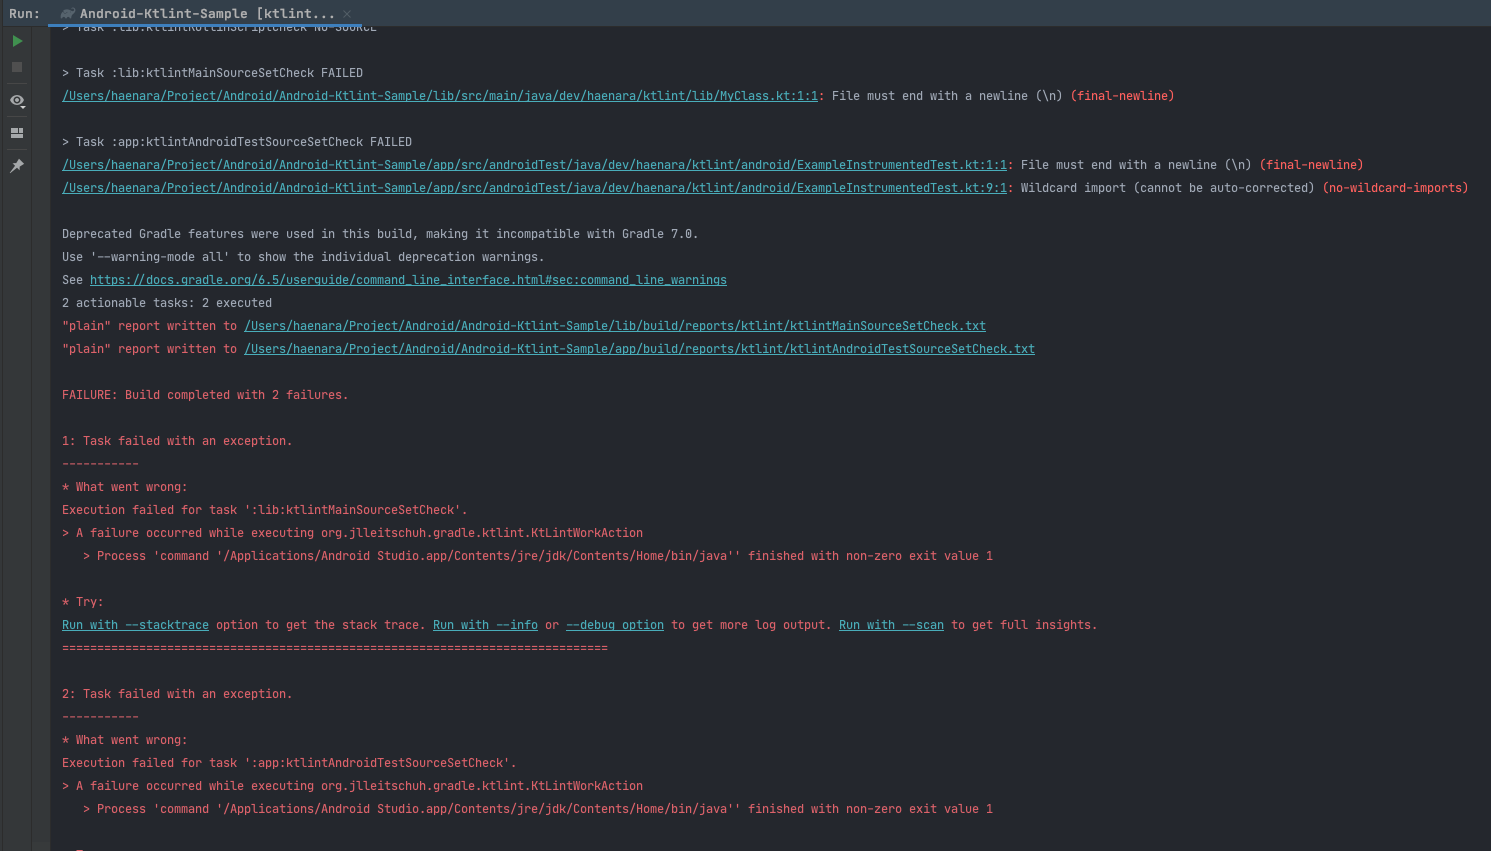 Run: Android-Ktlint-Sample [ktlint... ×
> Task :lib:ktlintKotlinScriptCheck NO-SOURCE
> Task :lib:ktlintMainSourceSetCheck FAILED
/Users/haenara/Project/Android/Android-Ktlint-Sample/lib/src/main/java/dev/haenara/ktlint/lib/MyClass.kt:1:1: File must end with a newline (\n) (final-newline)
> Task :app:ktlintAndroidTestSourceSetCheck FAILED
/Users/haenara/Project/Android/Android-Ktlint-Sample/app/src/androidTest/java/dev/haenara/ktlint/android/ExampleInstrumentedTest.kt:1:1: File must end with a newline (\n) (final-newline)
/Users/haenara/Project/Android/Android-Ktlint-Sample/app/src/androidTest/java/dev/haenara/ktlint/android/ExampleInstrumentedTest.kt:9:1: Wildcard import (cannot be auto-corrected) (no-wildcard-imports)
Deprecated Gradle features were used in this build, making it incompatible with Gradle 7.0.
Use '--warning-mode all' to show the individual deprecation warnings.
See https://docs.gradle.org/6.5/userguide/command_line_interface.html#sec:command_line_warnings
2 actionable tasks: 2 executed
"plain" report written to /Users/haenara/Project/Android/Android-Ktlint-Sample/lib/build/reports/ktlint/ktlintMainSourceSetCheck.txt
"plain" report written to /Users/haenara/Project/Android/Android-Ktlint-Sample/app/build/reports/ktlint/ktlintAndroidTestSourceSetCheck.txt
FAILURE: Build completed with 2 failures.
1: Task failed with an exception.
-----------
* What went wrong:
Execution failed for task ':lib:ktlintMainSourceSetCheck'.
> A failure occurred while executing org.jlleitschuh.gradle.ktlint.KtLintWorkAction
> Process 'command '/Applications/Android Studio.app/Contents/jre/jdk/Contents/Home/bin/java'' finished with non-zero exit value 1
* Try:
Run with --stacktrace option to get the stack trace. Run with --info or --debug option to get more log output. Run with --scan to get full insights.
==============================================================================
2: Task failed with an exception.
-----------
* What went wrong:
Execution failed for task ':app:ktlintAndroidTestSourceSetCheck'.
> A failure occurred while executing org.jlleitschuh.gradle.ktlint.KtLintWorkAction
> Process 'command '/Applications/Android Studio.app/Contents/jre/jdk/Contents/Home/bin/java'' finished with non-zero exit value 1